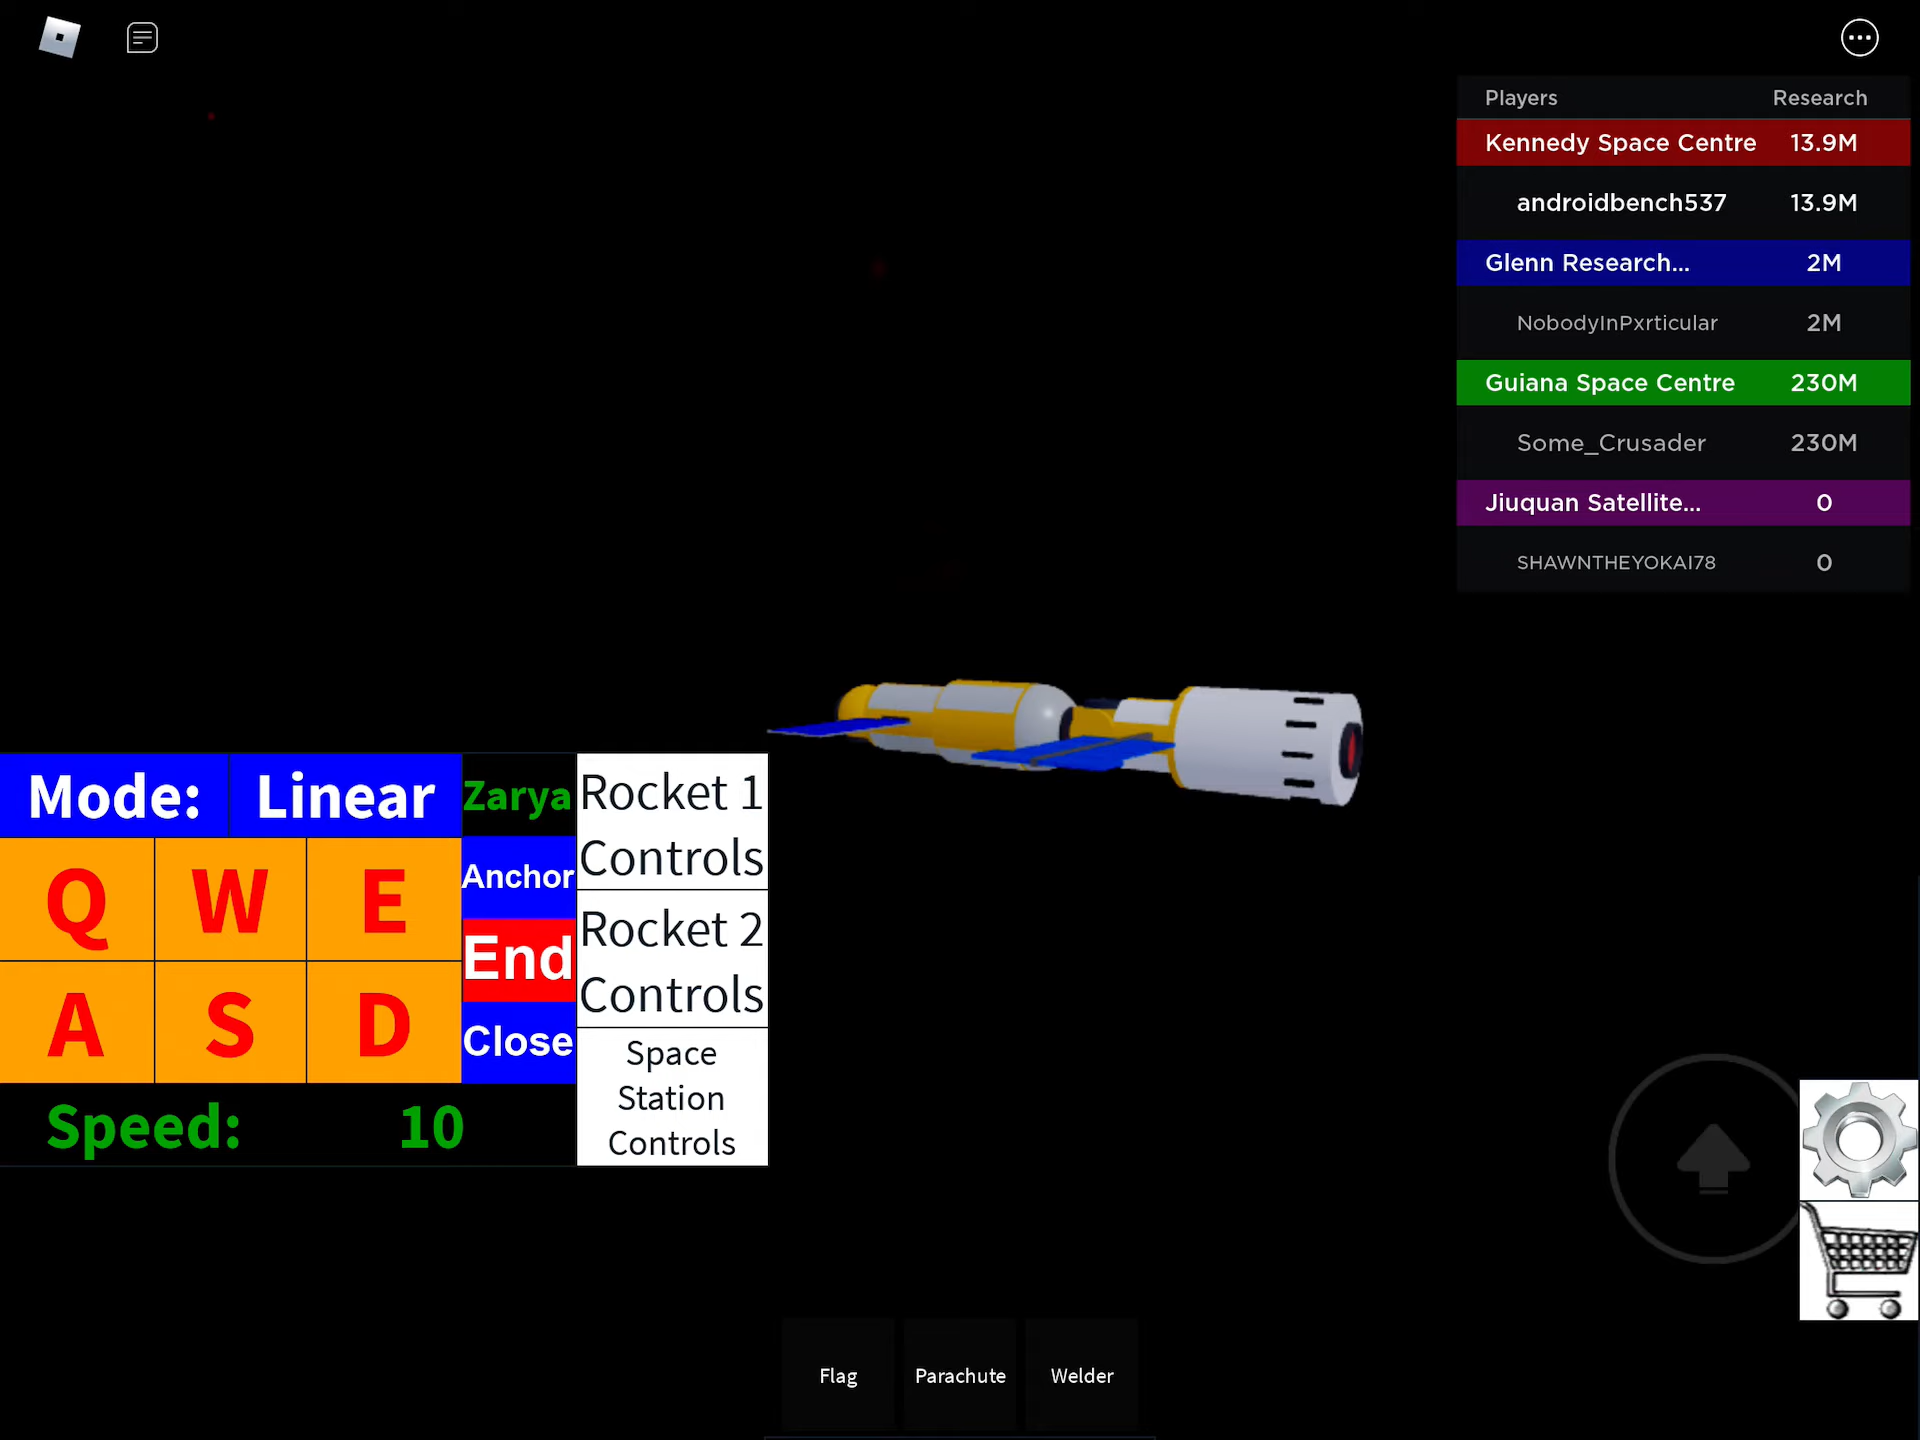 Players Research
Kennedy Space Centre 13.9M
androidbench537 13.9M
Glenn Research... 2M
NobodyInPxrticular 2M
Guiana Space Centre 230M
Some_Crusader 230M
Jiuquan Satellite... 0
SHAWNTHEYOKAI78 0
Mode: Linear Zarya
Q W E
A S D
Anchor
End
Close
Speed: 10
Rocket 1
Controls
Rocket 2
Controls
Space
Station
Controls
Flag Parachute Welder